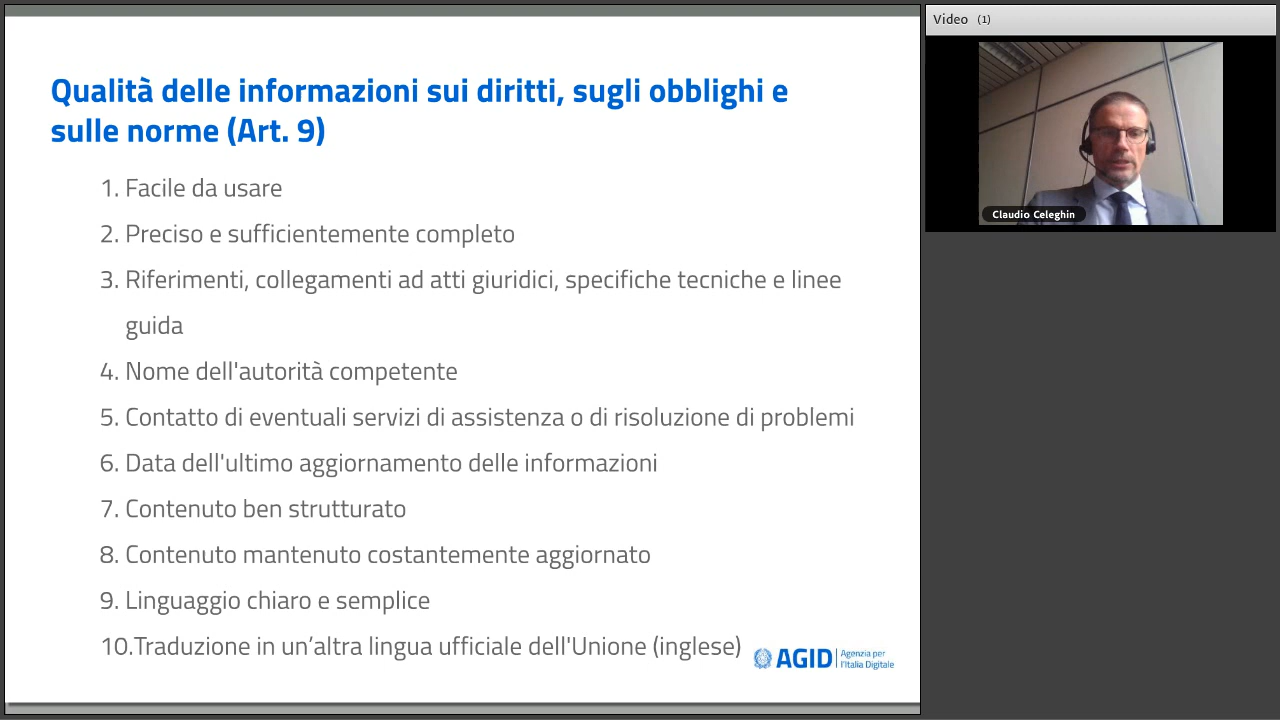 Qualità delle informazioni sui diritti, sugli obblighi e
sulle norme (Art. 9)
1. Facile da usare
2. Preciso e sufficientemente completo
3. Riferimenti, collegamenti ad atti giuridici, specifiche tecniche e linee
guida
4. Nome dell'autorità competente
5. Contatto di eventuali servizi di assistenza o di risoluzione di problemi
6. Data dell'ultimo aggiornamento delle informazioni
7. Contenuto ben strutturato
8. Contenuto mantenuto costantemente aggiornato
9. Linguaggio chiaro e semplice
10.Traduzione in un’altra lingua ufficiale dell'Unione (inglese)
AGID
Agenzia per
l'Italia Digitale
Video (1)
Claudio Celeghin